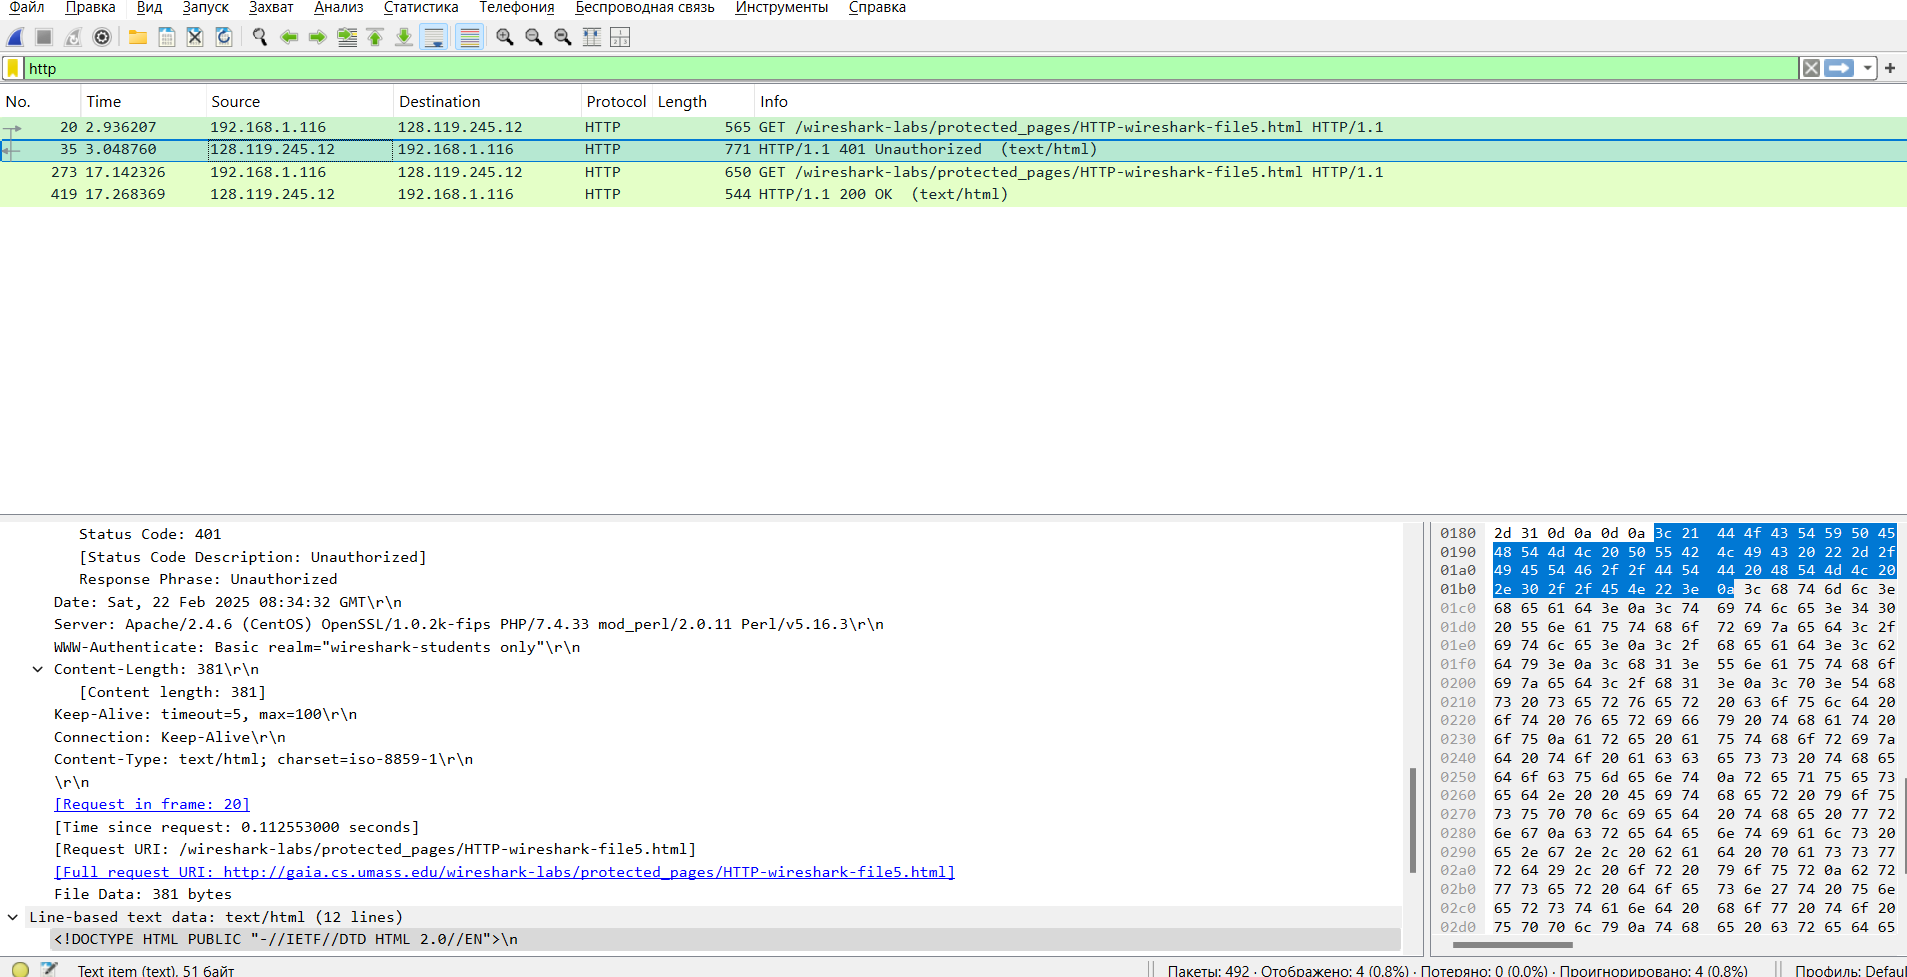 Файл Правка Вид Запуск Захват Анализ Статистика Телефония Беспроводная связь Инструменты Справка
http
No. Time Source Destination Protocol Length Info
20 2.936207 192.168.1.116 128.119.245.12 HTTP 565 GET /wireshark-labs/protected_pages/HTTP-wireshark-file5.html HTTP/1.1
35 3.048760 128.119.245.12 192.168.1.116 HTTP 771 HTTP/1.1 401 Unauthorized (text/html)
273 17.142326 192.168.1.116 128.119.245.12 HTTP 650 GET /wireshark-labs/protected_pages/HTTP-wireshark-file5.html HTTP/1.1
419 17.268369 128.119.245.12 192.168.1.116 HTTP 544 HTTP/1.1 200 OK (text/html)
Status Code: 401
[Status Code Description: Unauthorized]
Response Phrase: Unauthorized
Date: Sat, 22 Feb 2025 08:34:32 GMT\r\n
Server: Apache/2.4.6 (CentOS) OpenSSL/1.0.2k-fips PHP/7.4.33 mod_perl/2.0.11 Perl/v5.16.3\r\n
WWW-Authenticate: Basic realm="wireshark-students only"\r\n
Content-Length: 381\r\n
[Content length: 381]
Keep-Alive: timeout=5, max=100\r\n
Connection: Keep-Alive\r\n
Content-Type: text/html; charset=iso-8859-1\r\n
\r\n
[Request in frame: 20]
[Time since request: 0.112553000 seconds]
[Request URI: /wireshark-labs/protected_pages/HTTP-wireshark-file5.html]
[Full request URI: http://gaia.cs.umass.edu/wireshark-labs/protected_pages/HTTP-wireshark-file5.html]
File Data: 381 bytes
Line-based text data: text/html (12 lines)
<!DOCTYPE HTML PUBLIC "-//IETF//DTD HTML 2.0//EN">\n
0180 2d 31 0d 0a 0d 0a 3c 21 44 4f 43 54 59 50 45
0190 48 54 4d 4c 20 50 55 42 4c 49 43 20 22 2d 2f
01a0 49 45 54 46 2f 2f 44 54 44 20 48 54 4d 4c 20
01b0 2e 30 2f 2f 45 4e 22 3e 0a 3c 68 74 6d 6c 3e
01c0 68 65 61 64 3e 0a 3c 74 69 74 6c 65 3e 34 30
01d0 20 55 6e 61 75 74 68 6f 72 69 7a 65 64 3c 2f
01e0 69 74 6c 65 3e 0a 3c 2f 68 65 61 64 3e 3c 62
01f0 64 79 3e 0a 3c 68 31 3e 55 6e 61 75 74 68 6f
0200 69 7a 65 64 3c 2f 68 31 3e 0a 3c 70 3e 54 68
0210 73 20 73 65 72 76 65 72 20 63 6f 75 6c 64 20
0220 6f 74 20 76 65 72 69 66 79 20 74 68 61 74 20
0230 6f 75 0a 61 72 65 20 61 75 74 68 6f 72 69 7a
0240 64 20 74 6f 20 61 63 63 65 73 73 20 74 68 65
0250 64 6f 63 75 6d 65 6e 74 0a 72 65 71 75 65 73
0260 65 64 2e 20 20 45 69 74 68 65 72 20 79 6f 75
0270 73 75 70 70 6c 69 65 64 20 74 68 65 20 77 72
0280 6e 67 0a 63 72 65 64 65 6e 74 69 61 6c 73 20
0290 65 2e 67 2e 2c 20 62 61 64 20 70 61 73 73 77
02a0 72 64 29 2c 20 6f 72 20 79 6f 75 72 0a 62 72
02b0 77 73 65 72 20 64 6f 65 73 6e 27 74 20 75 6e
02c0 65 72 73 74 61 6e 64 20 68 6f 77 20 74 6f 20
02d0 75 70 70 6c 79 0a 74 68 65 20 63 72 65 64 65
Text item (text), 51 байт
Пакеты: 492 · Отображено: 4 (0.8%) · Потеряно: 0 (0.0%) · Проигнорировано: 4 (0.8%)
Профиль: Defaul